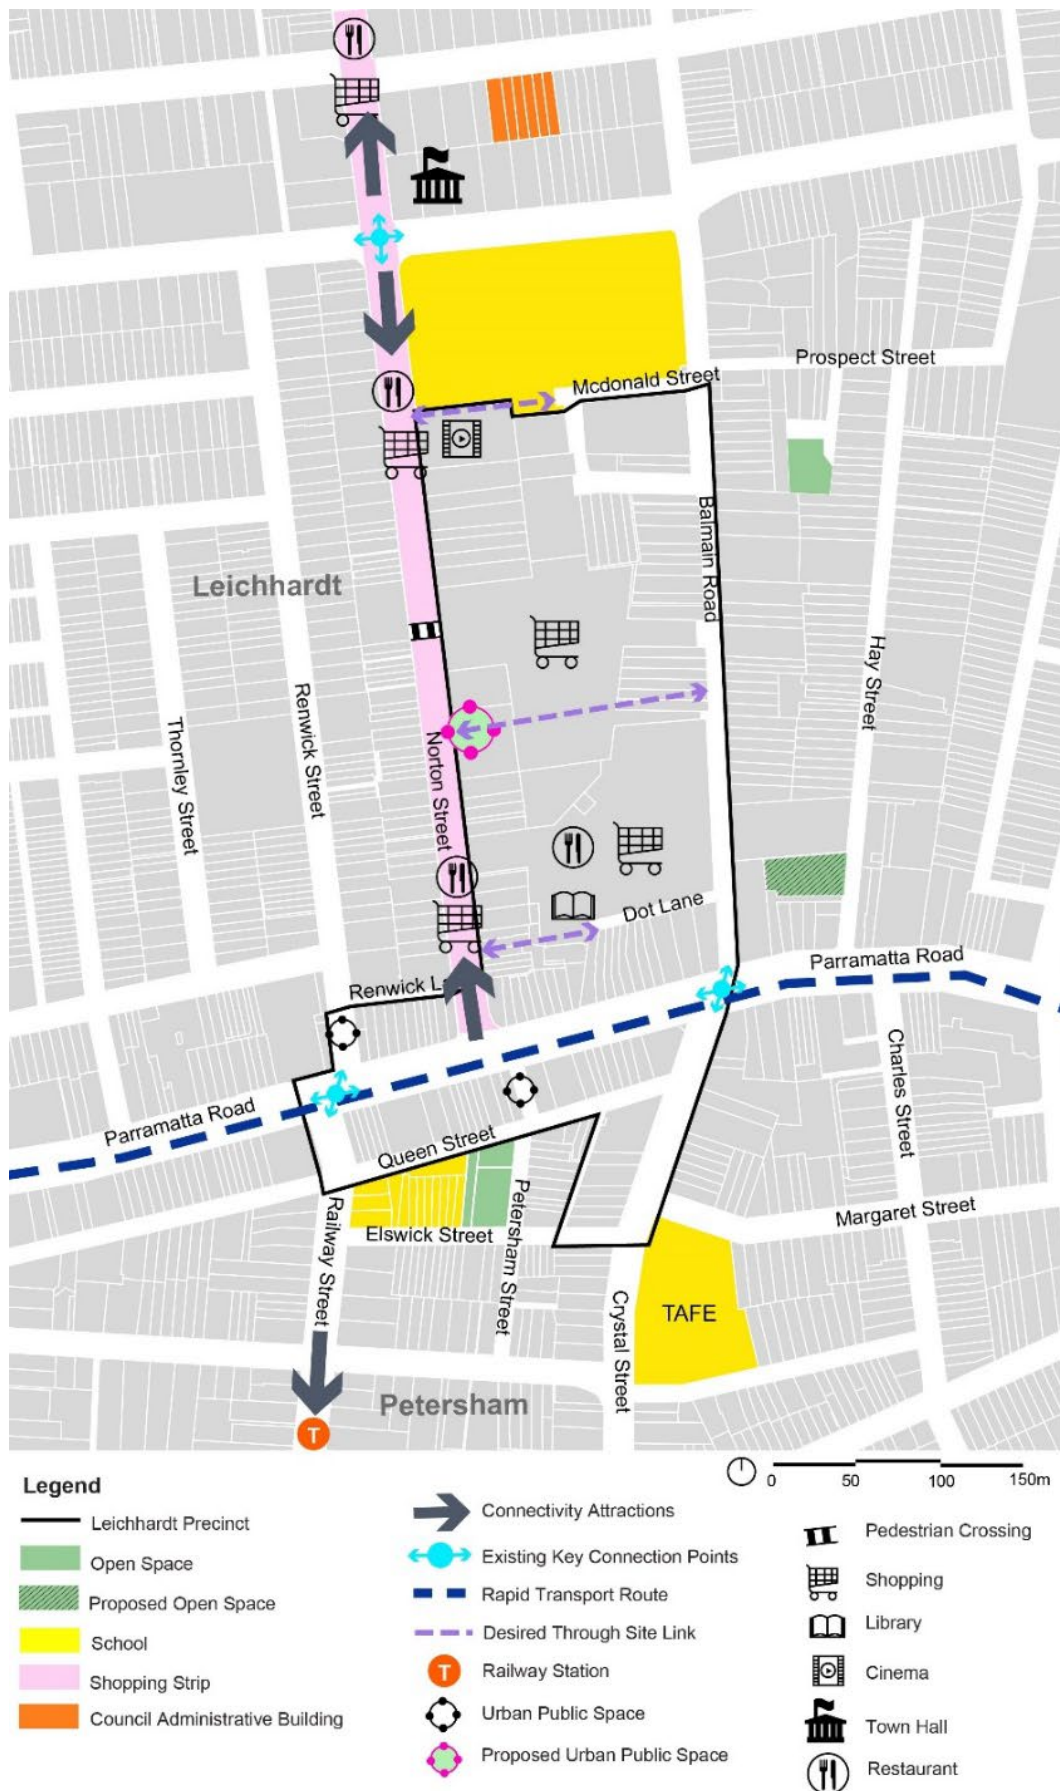 Prospect Street
Mcdonald Street
Balmain Road
Leichhardt
Hay Street
Renwick Street
Thornley Street
Norton Street
Dot Lane
Parramatta Road
Renwick L
Charles Street
Parramatta Road
Queen Street
Petersham Street
Railway Street
Elswick Street
Margaret Street
TAFE
Crystal Street
Petersham
T
0 50 100 150m
Legend
Leichhardt Precinct
Open Space
Proposed Open Space
School
Shopping Strip
Council Administrative Building
Connectivity Attractions
Existing Key Connection Points
Rapid Transport Route
Desired Through Site Link
T
Railway Station
Urban Public Space
Proposed Urban Public Space
Pedestrian Crossing
Shopping
Library
Cinema
Town Hall
Restaurant